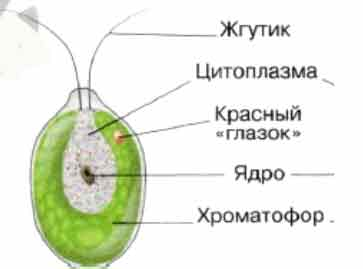 Жгутик
Цитоплазма
Красный
«глазок»
Ядро
Хроматофор